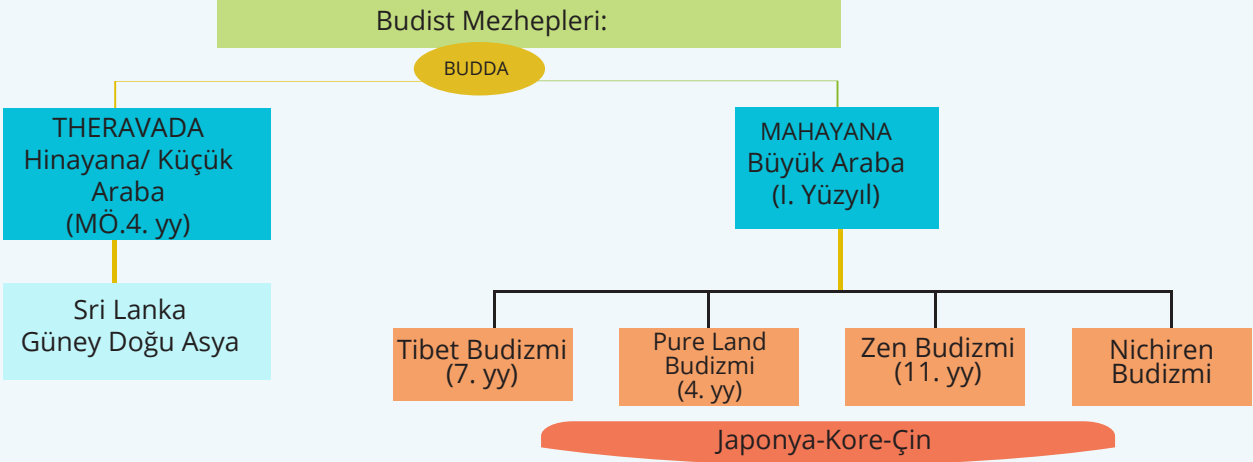 Budist Mezhepleri:
BUDDA
THERAVADA
Hinayana/ Küçük
Araba
(MÖ.4. yy)
MAHAYANA
Büyük Araba
(I. Yüzyıl)
Sri Lanka
Güney Doğu Asya
Tibet Budizmi
(7. yy)
Pure Land
Budizmi
(4. yy)
Zen Budizmi
(11. yy)
Nichiren
Budizmi
Japonya-Kore-Çin